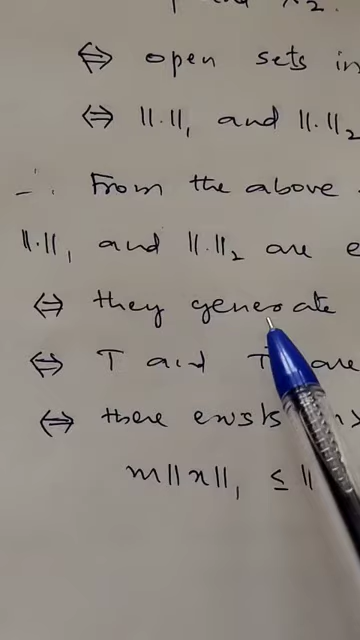 ⇔ open sets in
⇔ ||.||₁ and ||.||₂
∴ From the above
||.||₁ and ||.||₂ are e
⇔ they generate
⇔ T and T are
⇔ there exists
m||x||₁ ≤ ||